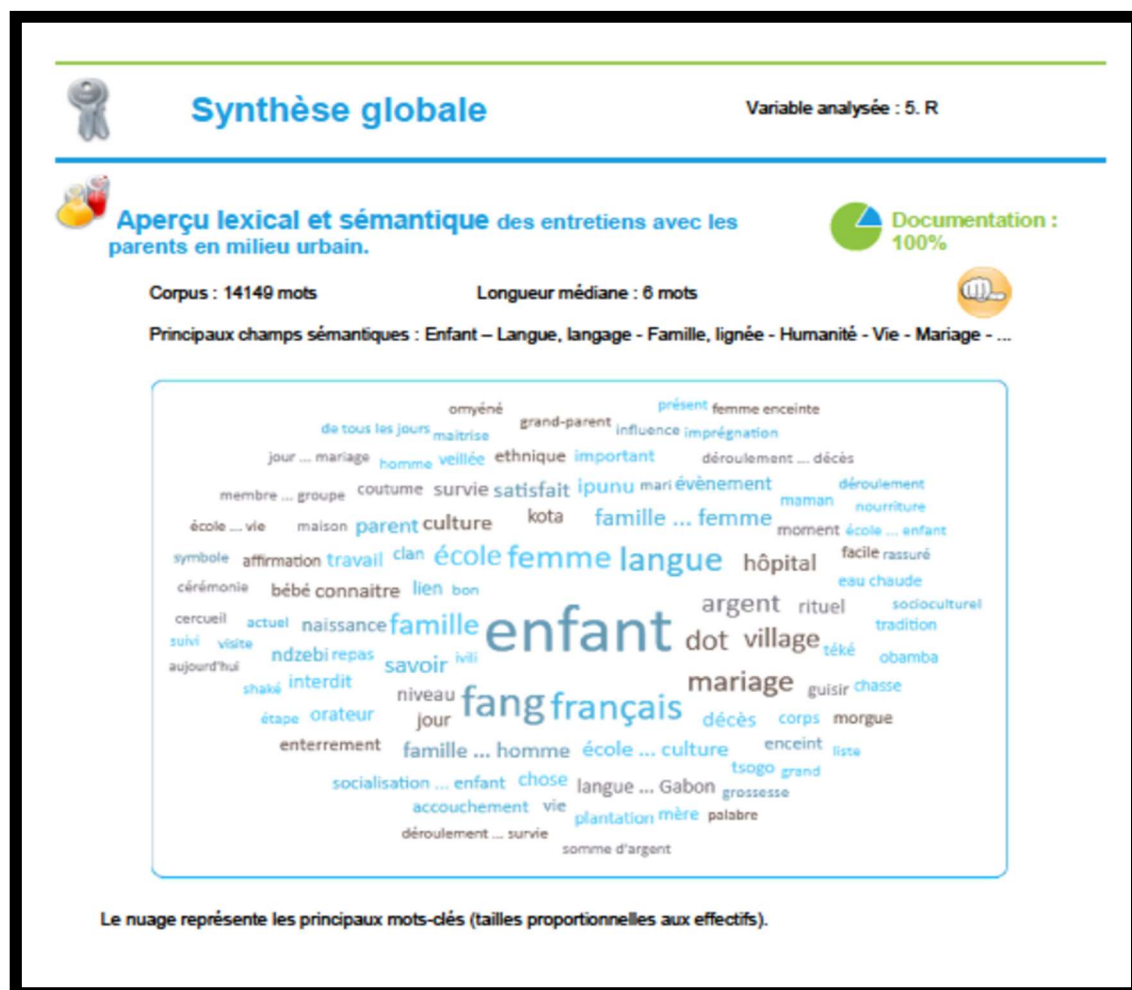 Synthèse globale
Variable analysée : 5. R
Aperçu lexical et sémantique des entretiens avec les
parents en milieu urbain.
Documentation :
100%
Corpus : 14149 mots
Longueur médiane : 6 mots
Principaux champs sémantiques : Enfant – Langue, langage - Famille, lignée - Humanité - Vie - Mariage - ...
omyéné
présent
femme enceinte
de tous les jours
maitrise
grand-parent
influence
imprégnation
jour ... mariage
homme
veillée
ethnique
important
déroulement ... décès
membre ... groupe
coutume
survie
satisfait
ipunu
mari
évènement
maman
déroulement
nourriture
école ... vie
maison
parent
culture
kota
famille ... femme
moment
école ... enfant
symbole
affirmation
travail
clan
école
femme
langue
hôpital
facile
rassuré
cérémonie
bébé
connaitre
lien
bon
eau chaude
argent
rituel
socioculturel
cercueil
actuel
naissance
famille
enfant
dot
village
tradition
suivi
visite
téké
aujourd'hui
ndzebi
repas
savoir
ivili
obamba
shaké
interdit
niveau
mariage
guisir
chasse
étape
orateur
jour
fang
français
décès
corps
morgue
enterrement
famille ... homme
école ... culture
enceint
liste
socialisation ... enfant
chose
langue ... Gabon
tsogo
grand
grossesse
accouchement
vie
plantation
mère
palabre
déroulement ... survie
somme d'argent
Le nuage représente les principaux mots-clés (tailles proportionnelles aux effectifs).